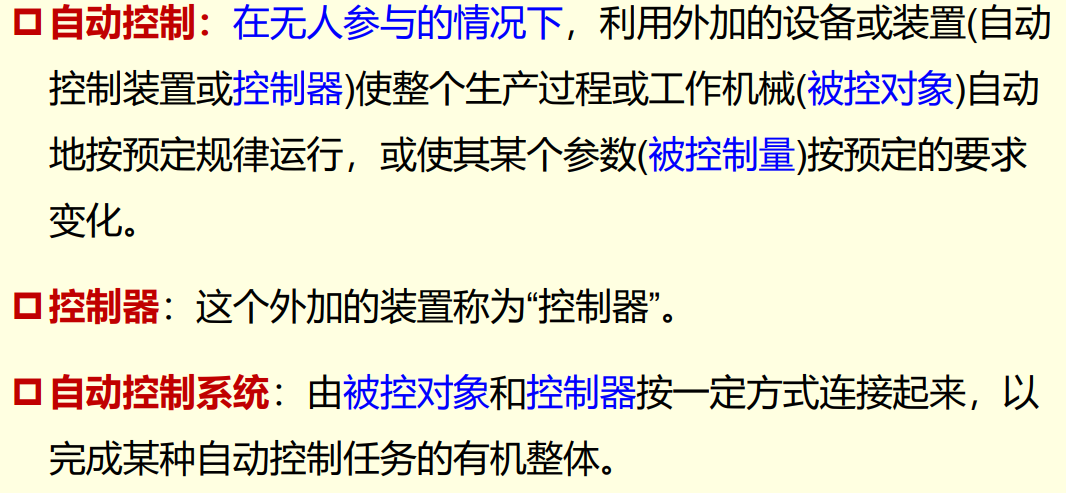 自动控制：在无人参与的情况下，利用外加的设备或装置(自动
控制装置或控制器)使整个生产过程或工作机械(被控对象)自动
地按预定规律运行，或使其某个参数(被控制量)按预定的要求
变化。
控制器：这个外加的装置称为“控制器”。
自动控制系统：由被控对象和控制器按一定方式连接起来，以
完成某种自动控制任务的有机整体。